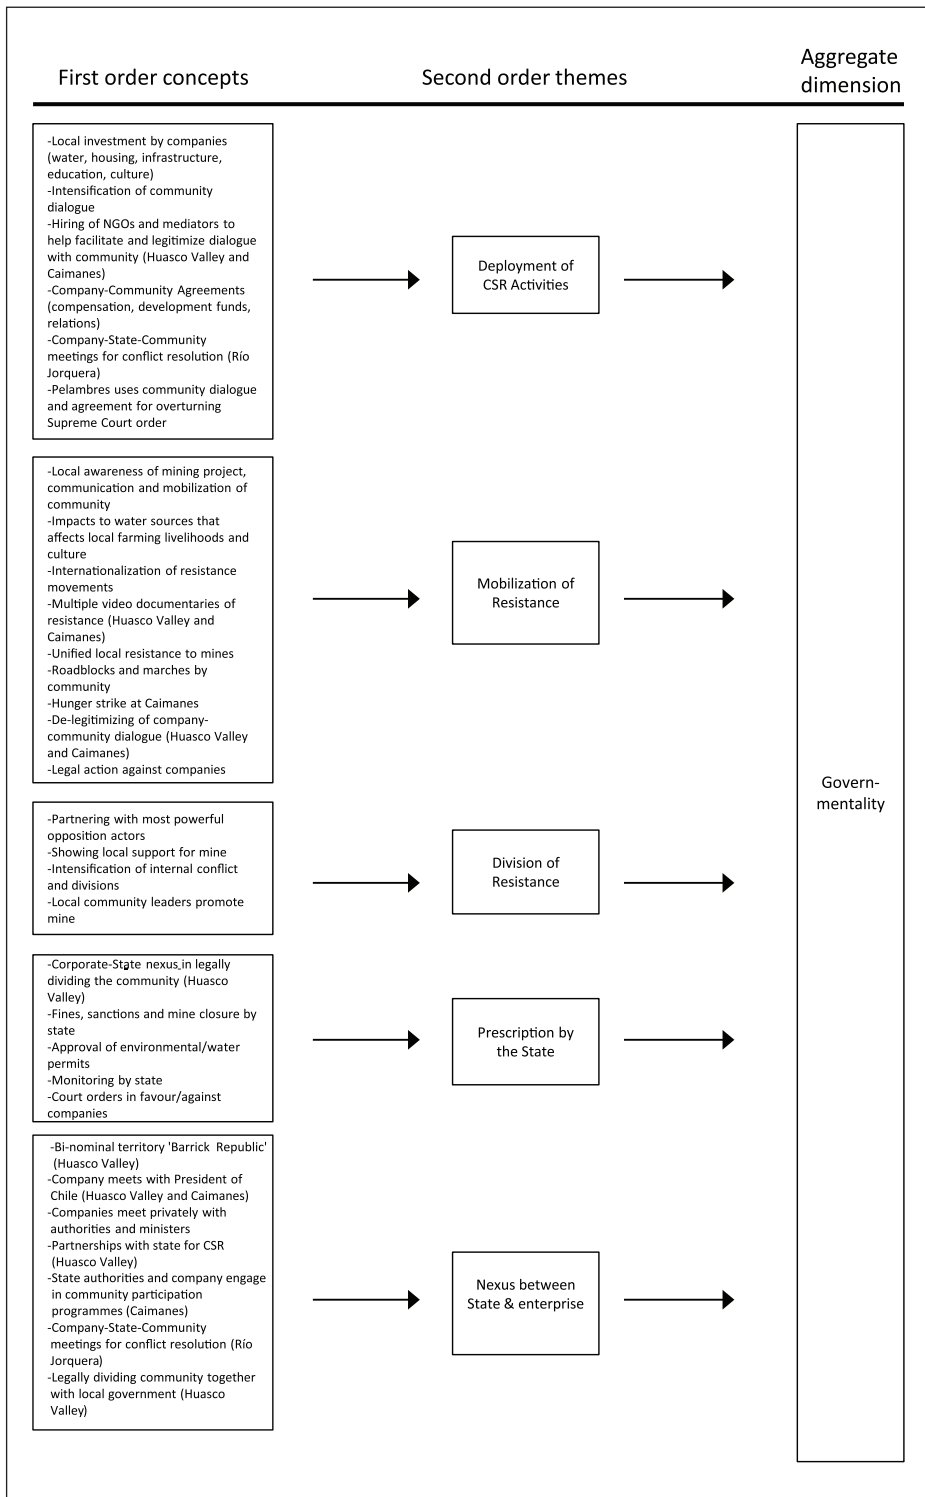 First order concepts
Second order themes
Aggregate
dimension
-Local investment by companies
(water, housing, infrastructure,
education, culture)
-Intensification of community
dialogue
-Hiring of NGOs and mediators to
help facilitate and legitimize dialogue
with community (Huasco Valley and
Caimanes)
-Company-Community Agreements
(compensation, development funds,
relations)
-Company-State-Community
meetings for conflict resolution (Río
Jorquera)
-Pelambres uses community dialogue
and agreement for overturning
Supreme Court order
Deployment of
CSR Activities
-Local awareness of mining project,
communication and mobilization of
community
-Impacts to water sources that
affects local farming livelihoods and
culture
-Internationalization of resistance
movements
-Multiple video documentaries of
resistance (Huasco Valley and
Caimanes)
-Unified local resistance to mines
-Roadblocks and marches by
community
-Hunger strike at Caimanes
-De-legitimizing of company-
community dialogue (Huasco Valley
and Caimanes)
-Legal action against companies
Mobilization of
Resistance
-Partnering with most powerful
opposition actors
-Showing local support for mine
-Intensification of internal conflict
and divisions
-Local community leaders promote
mine
Division of
Resistance
-Corporate-State nexus in legally
dividing the community (Huasco
Valley)
-Fines, sanctions and mine closure by
state
-Approval of environmental/water
permits
-Monitoring by state
-Court orders in favour/against
companies
Prescription by
the State
-Bi-nominal territory 'Barrick Republic'
(Huasco Valley)
-Company meets with President of
Chile (Huasco Valley and Caimanes)
-Companies meet privately with
authorities and ministers
-Partnerships with state for CSR
(Huasco Valley)
-State authorities and company engage
in community participation
programmes (Caimanes)
-Company-State-Community
meetings for conflict resolution (Río
Jorquera)
-Legally dividing community together
with local government (Huasco
Valley)
Nexus between
State & enterprise
Govern-
mentality